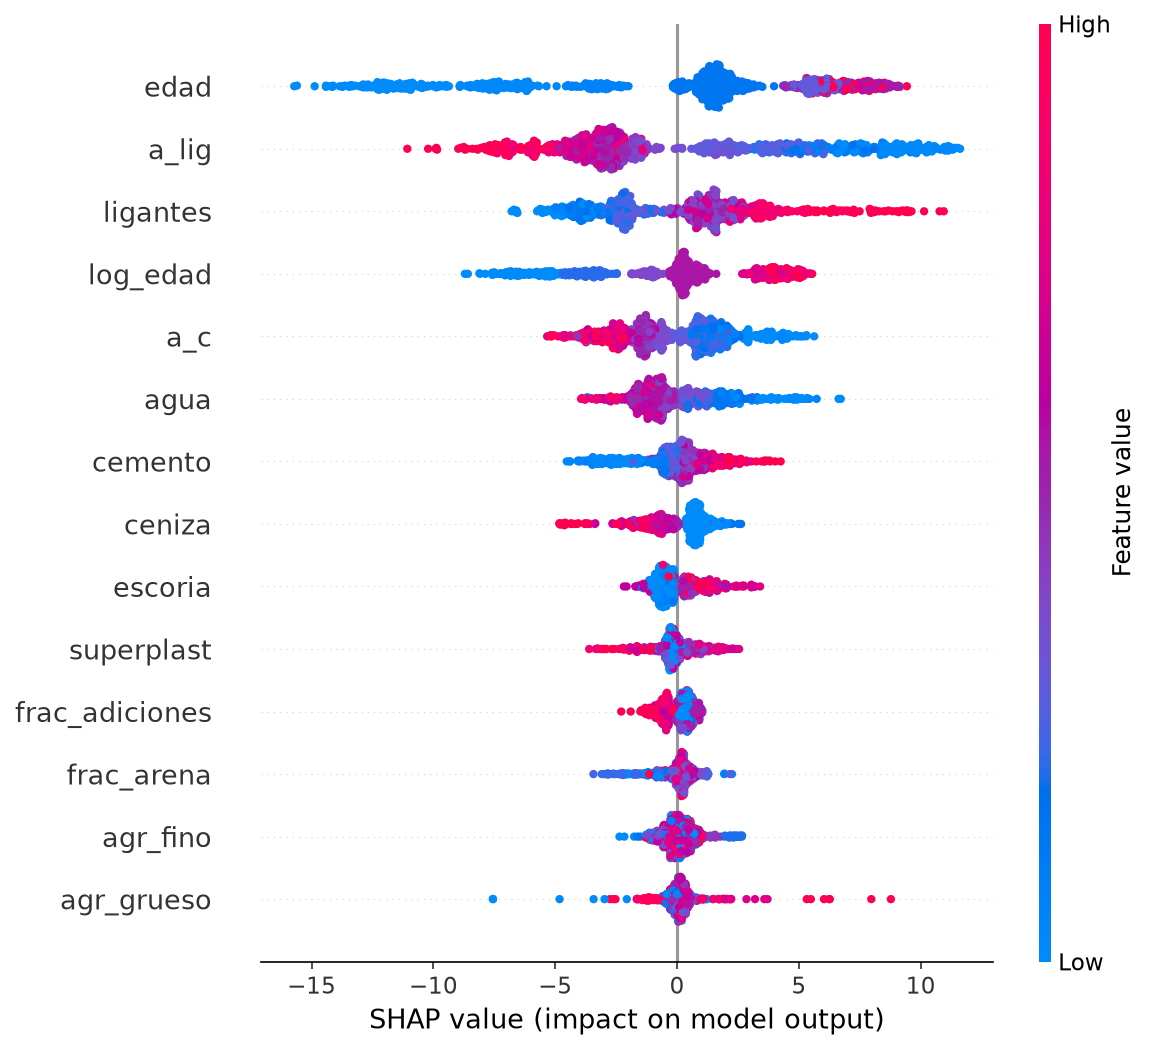 High
edad
a_lig
ligantes
log_edad
a_c
agua
cemento
ceniza
escoria
superplast
frac_adiciones
frac_arena
agr_fino
agr_grueso
Feature value
Low
−15 −10 −5 0 5 10
SHAP value (impact on model output)